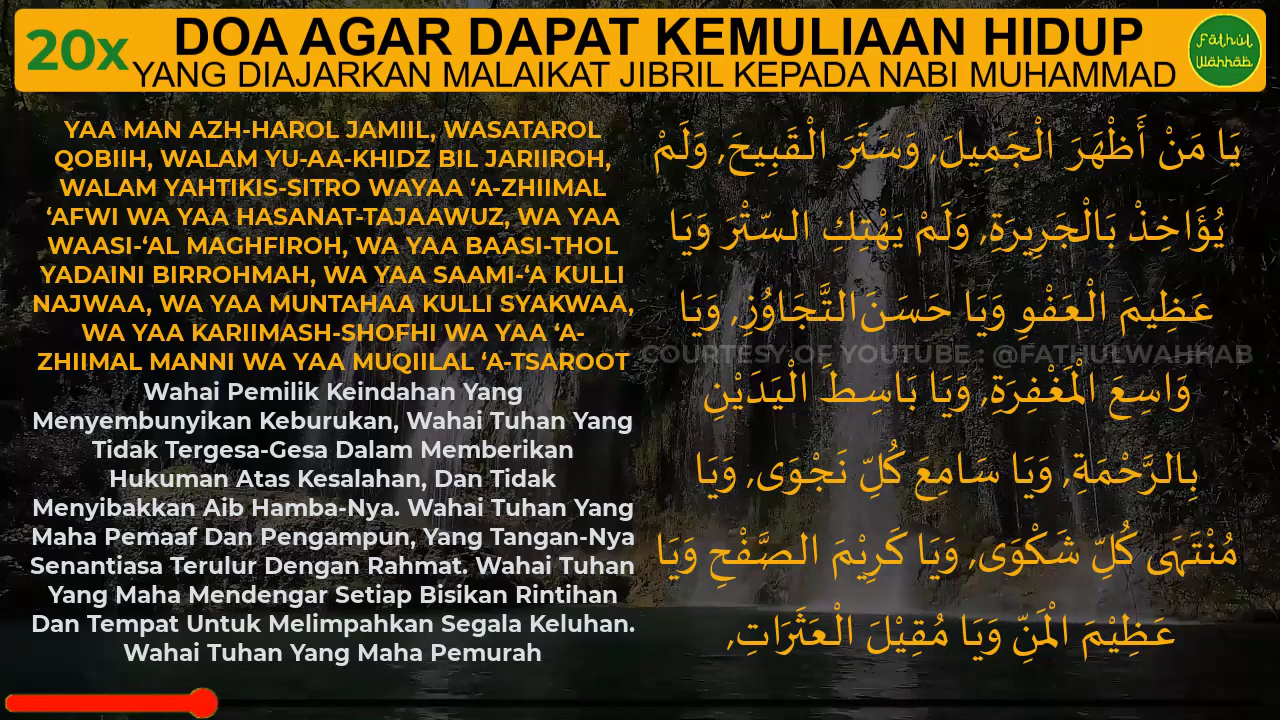 20x
DOA AGAR DAPAT KEMULIAAN HIDUP
YANG DIAJARKAN MALAIKAT JIBRIL KEPADA NABI MUHAMMAD
Fathul
Wahhab
YAA MAN AZH-HAROL JAMIIL, WASATAROL
QOBIIH, WALAM YU-AA-KHIDZ BIL JARIIROH,
WALAM YAHTIKIS-SITRO WAYAA ‘A-ZHIIMAL
‘AFWI WA YAA HASANAT-TAJAAWUZ, WA YAA
WAASI-‘AL MAGHFIROH, WA YAA BAASI-THOL
YADAINI BIRROHMAH, WA YAA SAAMI-‘A KULLI
NAJWAA, WA YAA MUNTAHAA KULLI SYAKWAA,
WA YAA KARIIMASH-SHOFHI WA YAA ‘A-
ZHIIMAL MANNI WA YAA MUQIILAL ‘A-TSAROOT
Wahai Pemilik Keindahan Yang
Menyembunyikan Keburukan, Wahai Tuhan Yang
Tidak Tergesa-Gesa Dalam Memberikan
Hukuman Atas Kesalahan, Dan Tidak
Menyibakkan Aib Hamba-Nya. Wahai Tuhan Yang
Maha Pemaaf Dan Pengampun, Yang Tangan-Nya
Senantiasa Terulur Dengan Rahmat. Wahai Tuhan
Yang Maha Mendengar Setiap Bisikan Rintihan
Dan Tempat Untuk Melimpahkan Segala Keluhan.
Wahai Tuhan Yang Maha Pemurah
يَا مَنْ أَظْهَرَ الْجَمِيلَ, وَسَتَرَ الْقَبِيحَ, وَلَمْ
يُؤَاخِذْ بَالْجَرِيرَةِ, وَلَمْ يَهْتِكِ السّتْرَ وَيَا
عَظِيمَ الْعَفْوِ وَيَا حَسَنَ التَّجَاوُزِ, وَيَا
COURTESY OF YOUTUBE : @FATHULWAHHAB
وَاسِعَ الْمَغْفِرَةِ, وَيَا بَاسِطَ الْيَدَيْنِ
بِالرَّحْمَةِ, وَيَا سَامِعَ كُلِّ نَجْوَى, وَيَا
مُنْتَهَى كُلِّ شَكْوَى, وَيَا كَرِيْمَ الصَّفْحِ وَيَا
عَظِيْمَ الْمَنِّ وَيَا مُقِيْلَ الْعَثَرَاتِ,